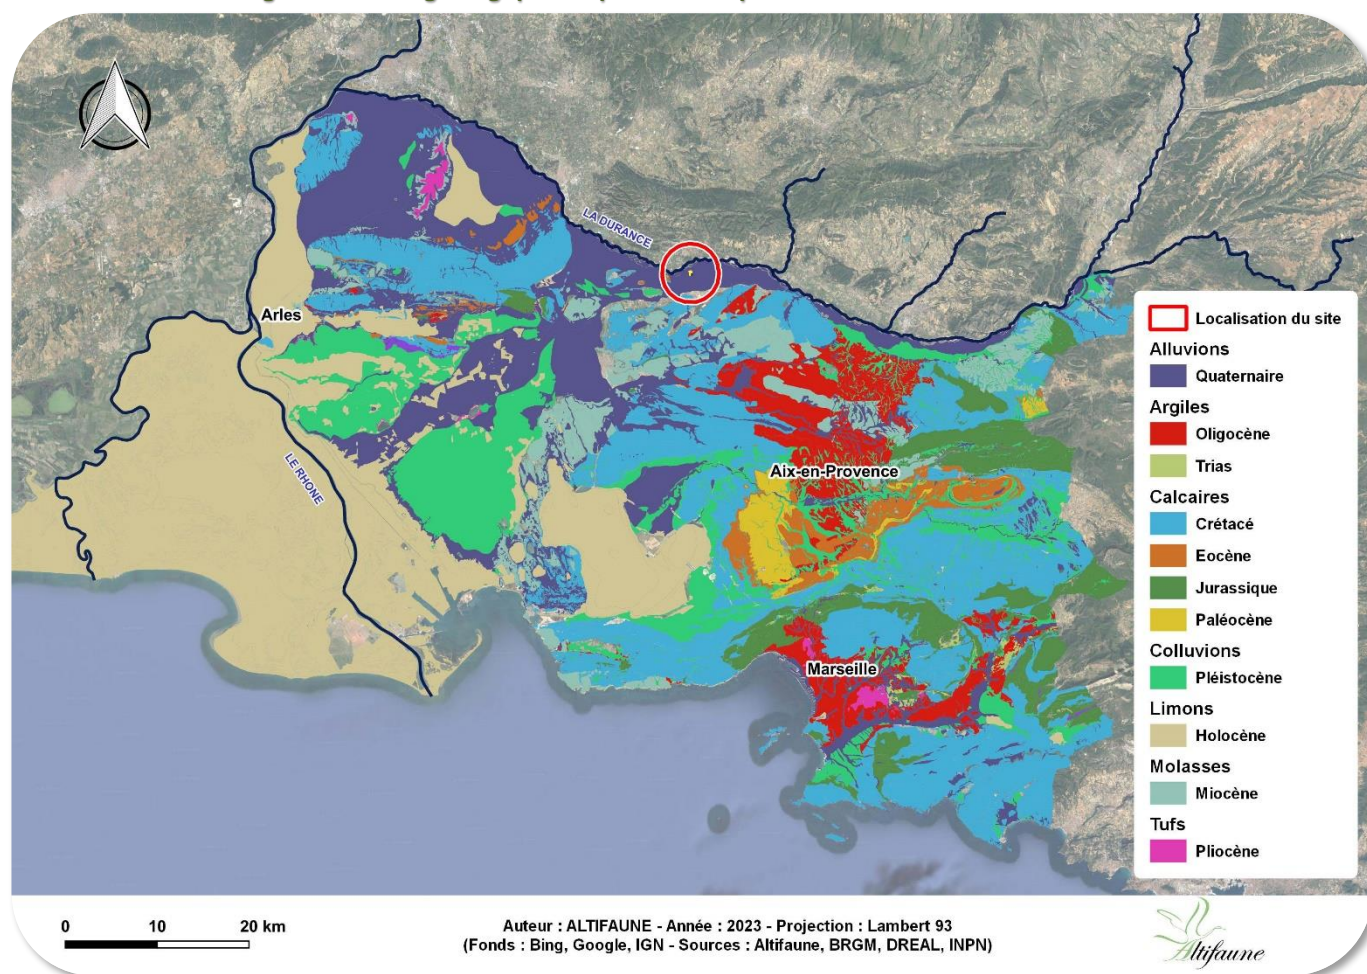 LA DURANCE
Arles
LE RHONE
Aix-en-Provence
Marseille
Localisation du site
Alluvions
Quaternaire
Argiles
Oligocène
Trias
Calcaires
Crétacé
Eocène
Jurassique
Paléocène
Colluvions
Pléistocène
Limons
Holocène
Molasses
Miocène
Tufs
Pliocène
0 10 20 km
Auteur : ALTIFAUNE - Année : 2023 - Projection : Lambert 93
(Fonds : Bing, Google, IGN - Sources : Altifaune, BRGM, DREAL, INPN)
Altifaune